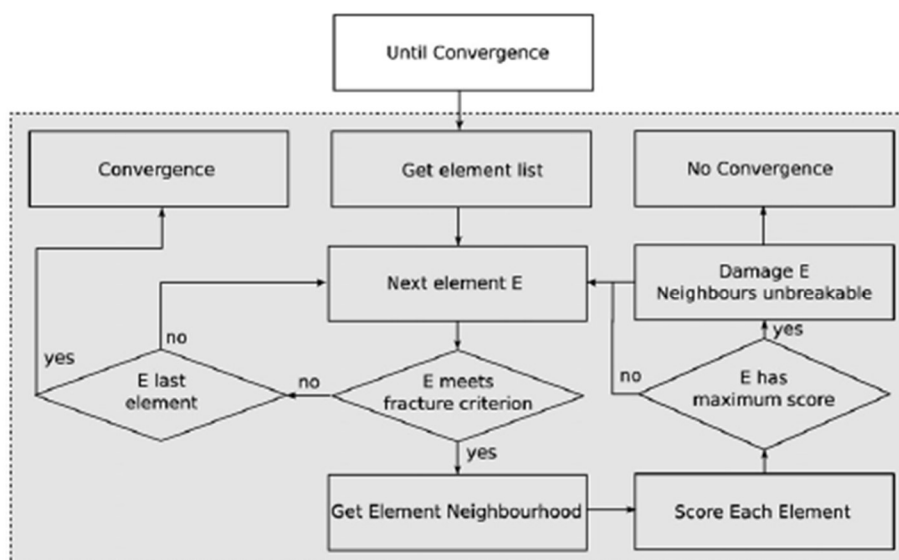 Until Convergence
Convergence
Get element list
No Convergence
Next element E
Damage E
Neighbours unbreakable
no
yes
yes
E last
element
no
E meets
fracture criterion
no
E has
maximum score
yes
Get Element Neighbourhood
Score Each Element